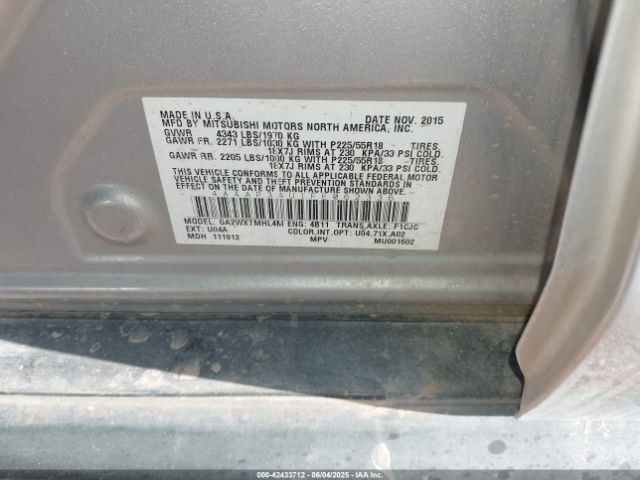 MADE IN U.S.A. DATE NOV. 2015
MFD BY MITSUBISHI MOTORS NORTH AMERICA, INC.
GVWR 4343 LBS/1970 KG
GAWR FR. 2271 LBS/1030 KG WITH P225/55R18 TIRES,
18X7J RIMS AT 230 KPA/33 PSI COLD.
GAWR RR. 2205 LBS/1000 KG WITH P225/55R18 TIRES,
18X7J RIMS AT 230 KPA/33 PSI COLD.
THIS VEHICLE CONFORMS TO ALL APPLICABLE FEDERAL MOTOR
VEHICLE SAFETY AND THEFT PREVENTION STANDARDS IN
EFFECT ON THE DATE OF MANUFACTURE SHOWN ABOVE.
MODEL: GA2WXTMHL4M ENG: 4B11 TRANS,AXLE: F1CJC
EXT: U04A COLOR,INT,OPT: U04,71X,A02
MDH 111912 MPV MU001602
000-42433712 - 06/04/2025 - IAAI.com